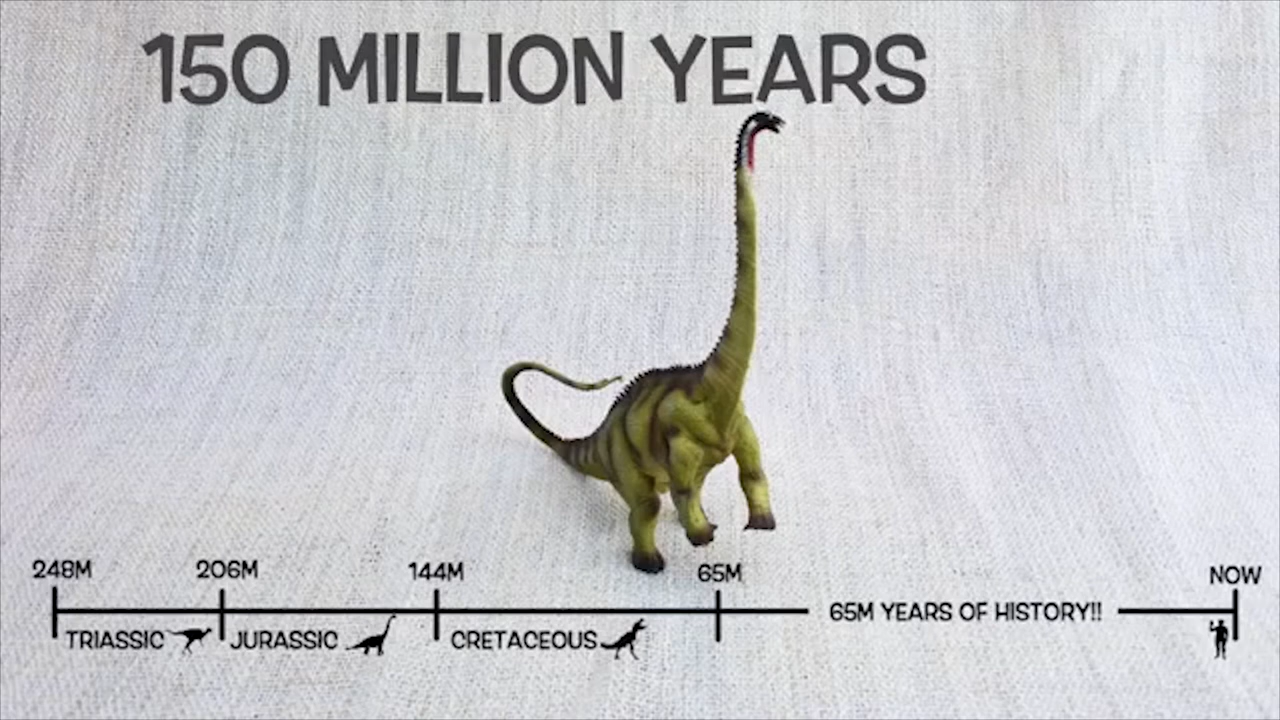 150 MILLION YEARS
248M 206M 144M 65M NOW
65M YEARS OF HISTORY!!
TRIASSIC JURASSIC CRETACEOUS